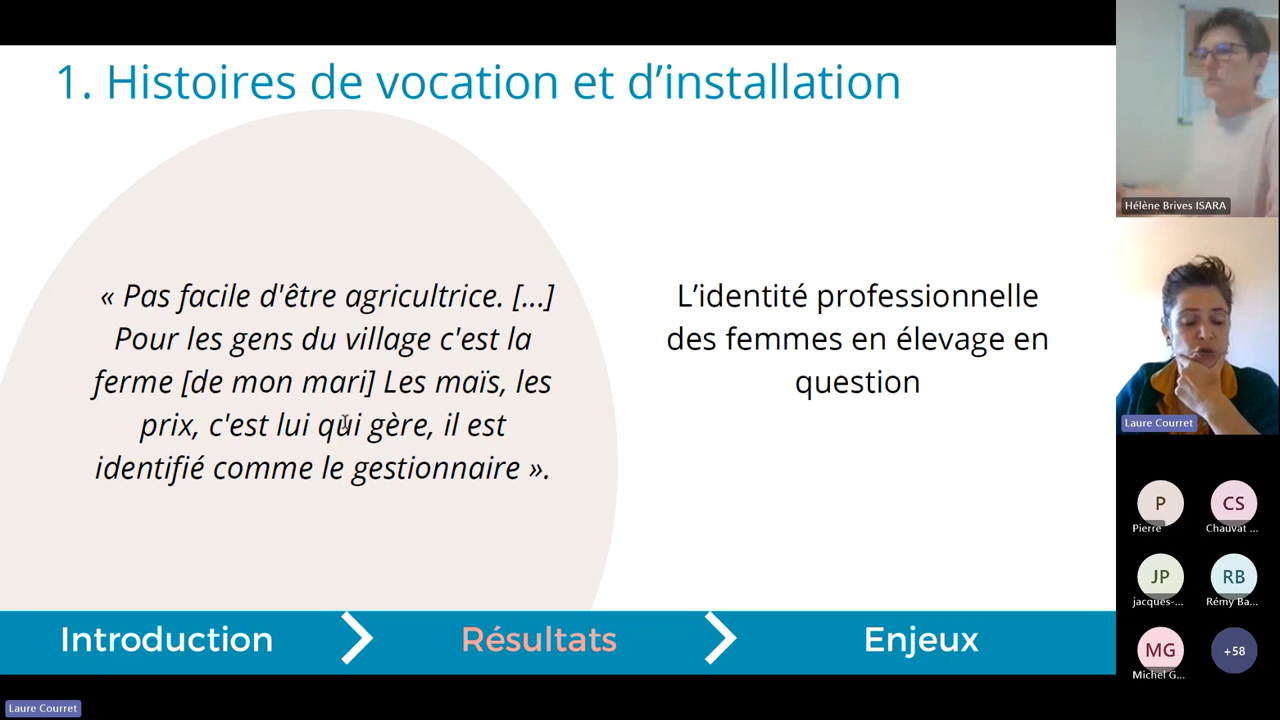 1. Histoires de vocation et d’installation
« Pas facile d'être agricultrice. [...]
Pour les gens du village c'est la
ferme [de mon mari] Les maïs, les
prix, c'est lui qui gère, il est
identifié comme le gestionnaire ».
L’identité professionnelle
des femmes en élevage en
question
Introduction
Résultats
Enjeux
Hélène Brives ISARA
Laure Courret
P
Pierre
CS
Chauvat ...
JP
jacques-...
RB
Rémy Ba...
MG
Michel G...
+58
Laure Courret